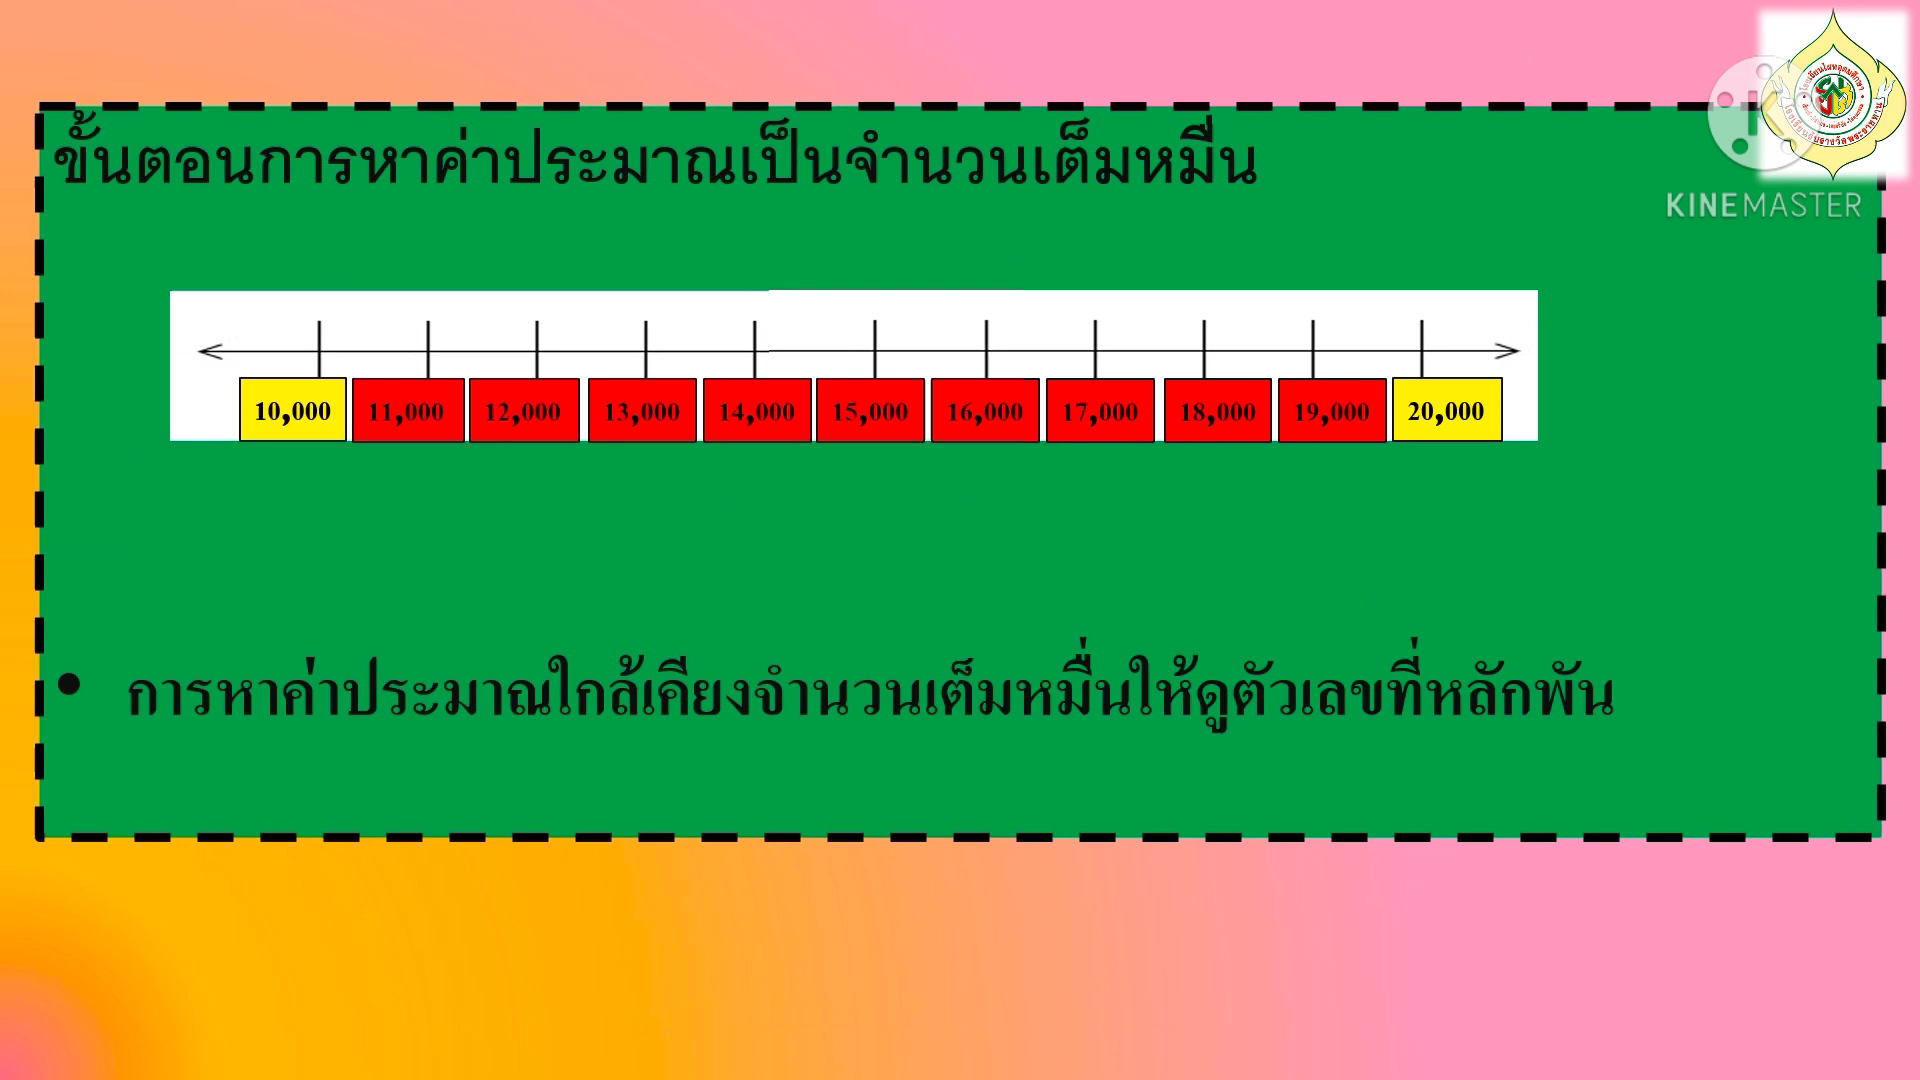 ขั้นตอนการหาค่าประมาณเป็นจำนวนเต็มหมื่น
KINEMASTER
10,000 11,000 12,000 13,000 14,000 15,000 16,000 17,000 18,000 19,000 20,000
• การหาค่าประมาณใกล้เคียงจำนวนเต็มหมื่นให้ดูตัวเลขที่หลักพัน